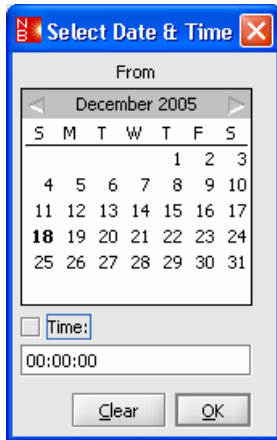 NB Select Date & Time
From
December 2005
S M T W T F S
1 2 3
4 5 6 7 8 9 10
11 12 13 14 15 16 17
18 19 20 21 22 23 24
25 26 27 28 29 30 31
Time:
00:00:00
Clear OK